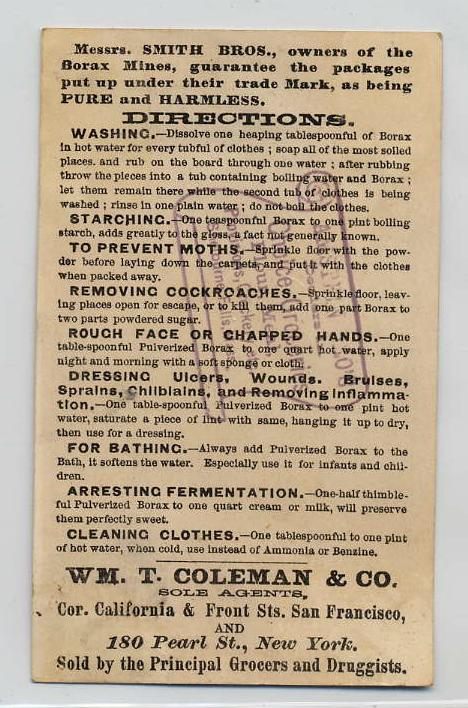 Messrs. SMITH BROS., owners of the
Borax Mines, guarantee the packages
put up under their trade Mark, as being
PURE and HARMLESS.
DIRECTIONS.
WASHING.—Dissolve one heaping tablespoonful of Borax
in hot water for every tubful of clothes ; soap all of the most soiled
places. and rub on the board through one water ; after rubbing
throw the pieces into a tub containing boiling water and Borax ;
let them remain there while the second tub of clothes is being
washed ; rinse in one plain water ; do not boil the clothes.
STARCHING.—One teaspoonful Borax to one pint boiling
starch, adds greatly to the gloss, a fact not generally known.
TO PREVENT MOTHS.—Sprinkle floor with the pow-
der before laying down the carpets, and put it with the clothes
when packed away.
REMOVING COCKROACHES.—Sprinkle floor, leav-
ing places open for escape, or to kill them, add one part Borax to
two parts powdered sugar.
ROUGH FACE OR CHAPPED HANDS.—One
table-spoonful Pulverized Borax to one quart hot water, apply
night and morning with a soft sponge or cloth.
DRESSING Ulcers, Wounds. Bruises,
Sprains, Chilblains, and Removing Inflamma-
tion.—One table-spoonful Pulverized Borax to one pint hot
water, saturate a piece of lint with same, hanging it up to dry,
then use for a dressing.
FOR BATHING.—Always add Pulverized Borax to the
Bath, it softens the water. Especially use it for infants and chil-
dren.
ARRESTING FERMENTATION.—One-half thimble-
ful Pulverized Borax to one quart cream or milk, will preserve
them perfectly sweet.
CLEANING CLOTHES.—One tablespoonful to one pint
of hot water, when cold, use instead of Ammonia or Benzine.
WM. T. COLEMAN & CO.
SOLE AGENTS,
Cor. California & Front Sts. San Francisco,
AND
180 Pearl St., New York.
Sold by the Principal Grocers and Druggists.